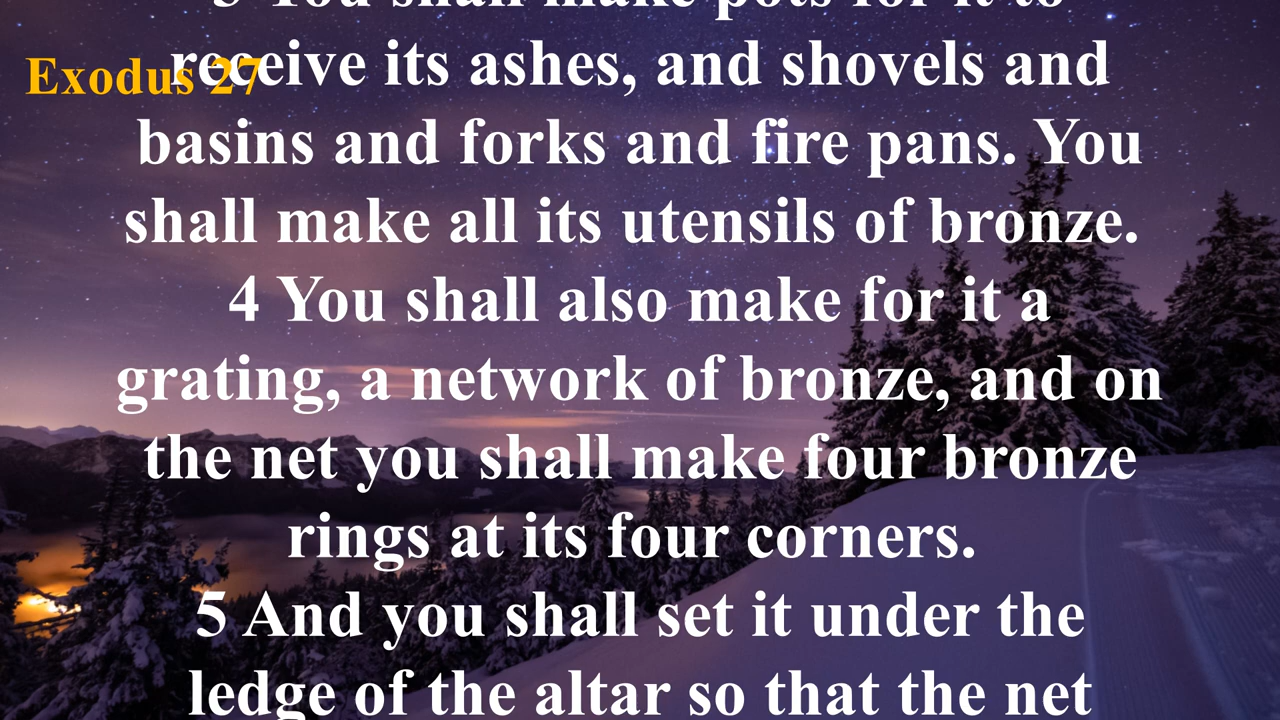 3 You shall make pots for it to
Exodus 27
receive its ashes, and shovels and
basins and forks and fire pans. You
shall make all its utensils of bronze.
4 You shall also make for it a
grating, a network of bronze, and on
the net you shall make four bronze
rings at its four corners.
5 And you shall set it under the
ledge of the altar so that the net